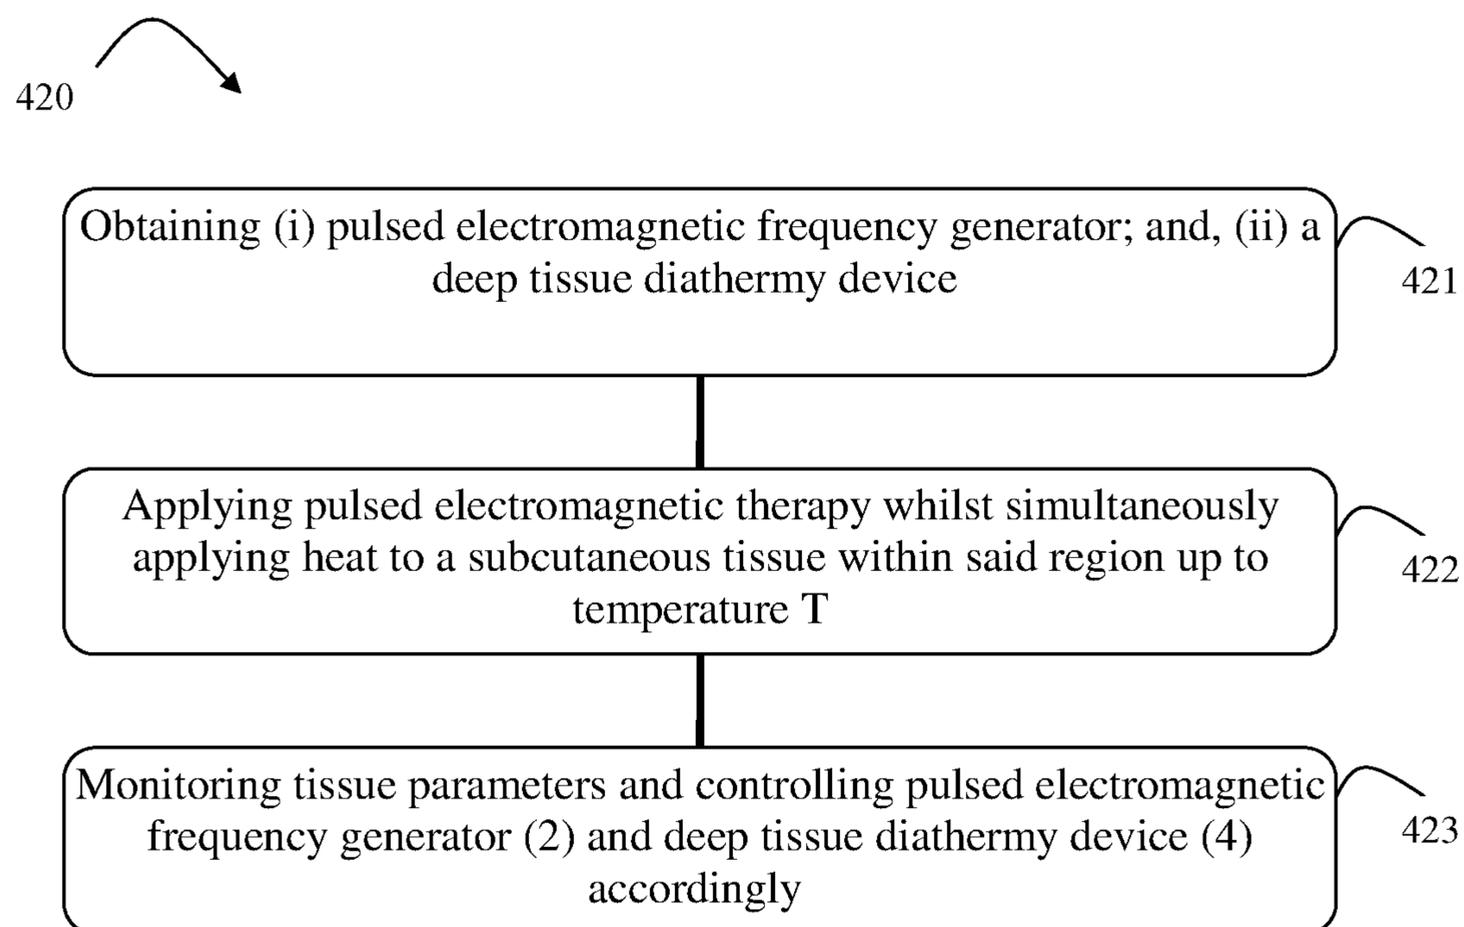 420
Obtaining (i) pulsed electromagnetic frequency generator; and, (ii) a
deep tissue diathermy device
421
Applying pulsed electromagnetic therapy whilst simultaneously
applying heat to a subcutaneous tissue within said region up to
temperature T
422
Monitoring tissue parameters and controlling pulsed electromagnetic
frequency generator (2) and deep tissue diathermy device (4)
accordingly
423